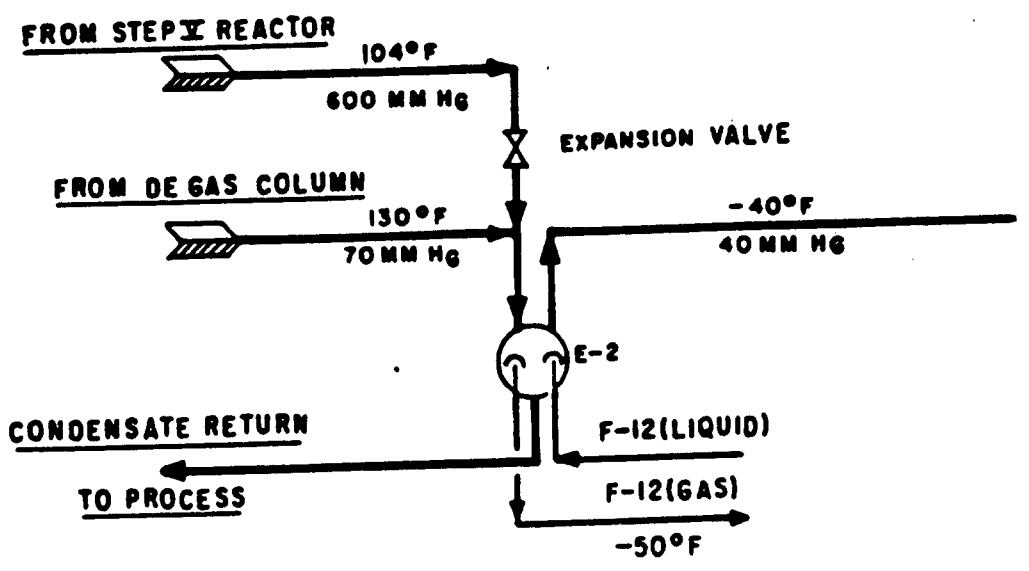 FROM STEP V REACTOR
104°F
600 MM HG
EXPANSION VALVE
FROM DE GAS COLUMN
130°F
70 MM HG
-40°F
40 MM HG
E-2
CONDENSATE RETURN
TO PROCESS
F-12(LIQUID)
F-12(GAS)
-50°F